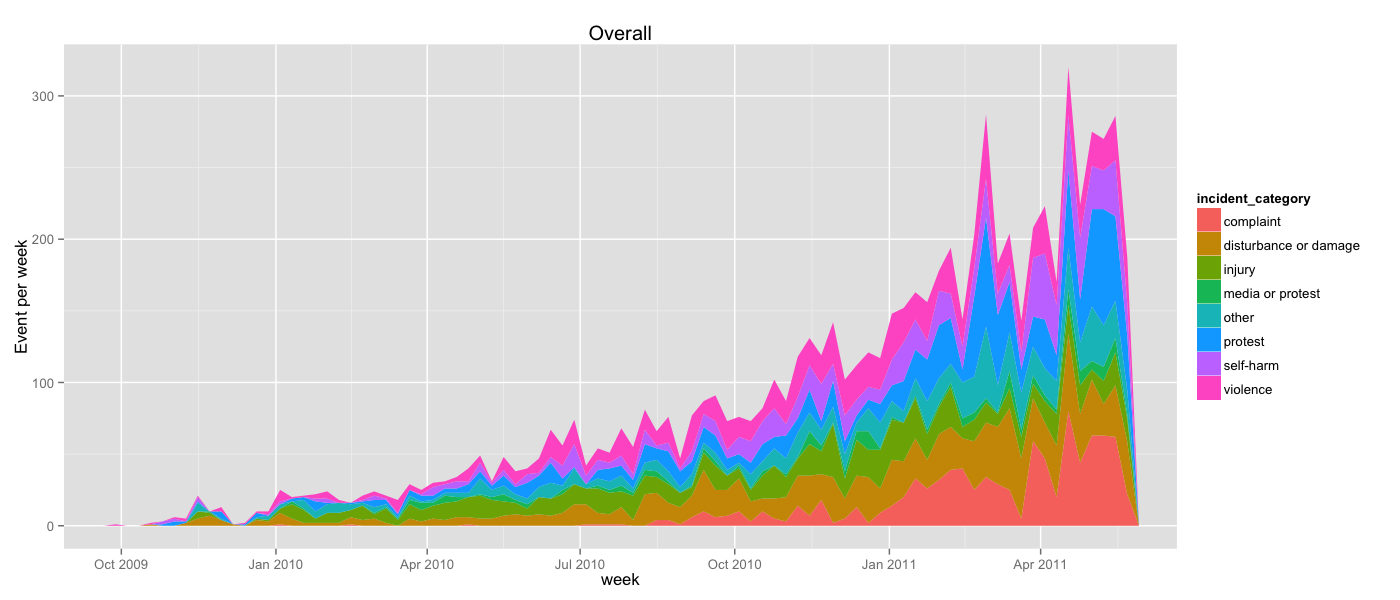 Overall
Event per week
300
200
100
0
Oct 2009
Jan 2010
Apr 2010
Jul 2010
Oct 2010
Jan 2011
Apr 2011
week
incident_category
complaint
disturbance or damage
injury
media or protest
other
protest
self-harm
violence